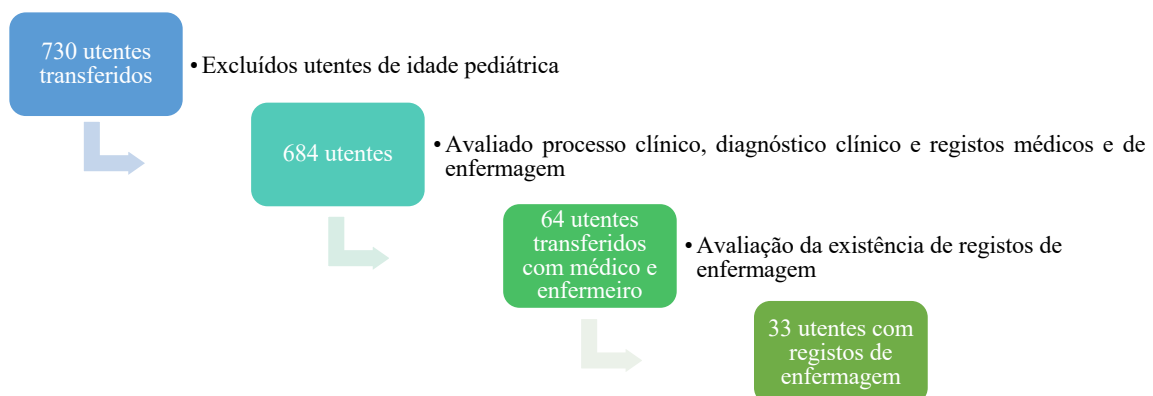 730 utentes
transferidos
• Excluídos utentes de idade pediátrica
684 utentes
• Avaliado processo clínico, diagnóstico clínico e registos médicos e de
enfermagem
64 utentes
transferidos
com médico e
enfermeiro
• Avaliação da existência de registos de
enfermagem
33 utentes com
registos de
enfermagem